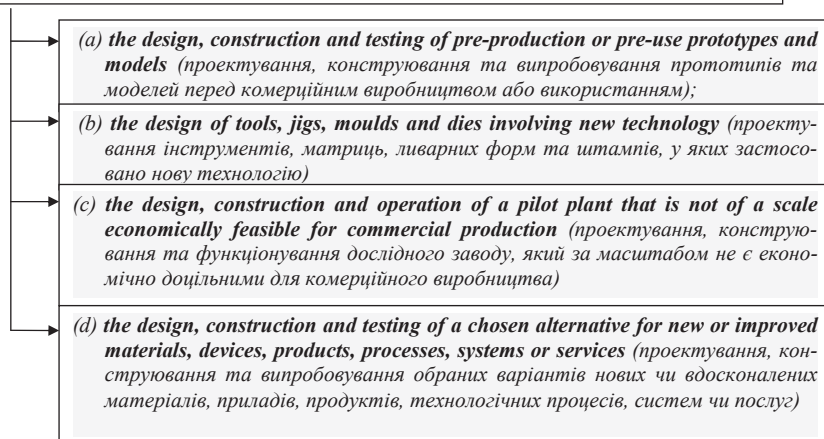 (a) the design, construction and testing of pre-production or pre-use prototypes and
models (проектування, конструювання та випробовування прототипів та
моделей перед комерційним виробництвом або використанням);
(b) the design of tools, jigs, moulds and dies involving new technology (проекту-
вання інструментів, матриць, ливарних форм та штампів, у яких застосо-
вано нову технологію)
(c) the design, construction and operation of a pilot plant that is not of a scale
economically feasible for commercial production (проектування, конструю-
вання та функціонування дослідного заводу, який за масштабом не є еконо-
мічно доцільними для комерційного виробництва)
(d) the design, construction and testing of a chosen alternative for new or improved
materials, devices, products, processes, systems or services (проектування, кон-
струювання та випробовування обраних варіантів нових чи вдосконалених
матеріалів, приладів, продуктів, технологічних процесів, систем чи послуг)